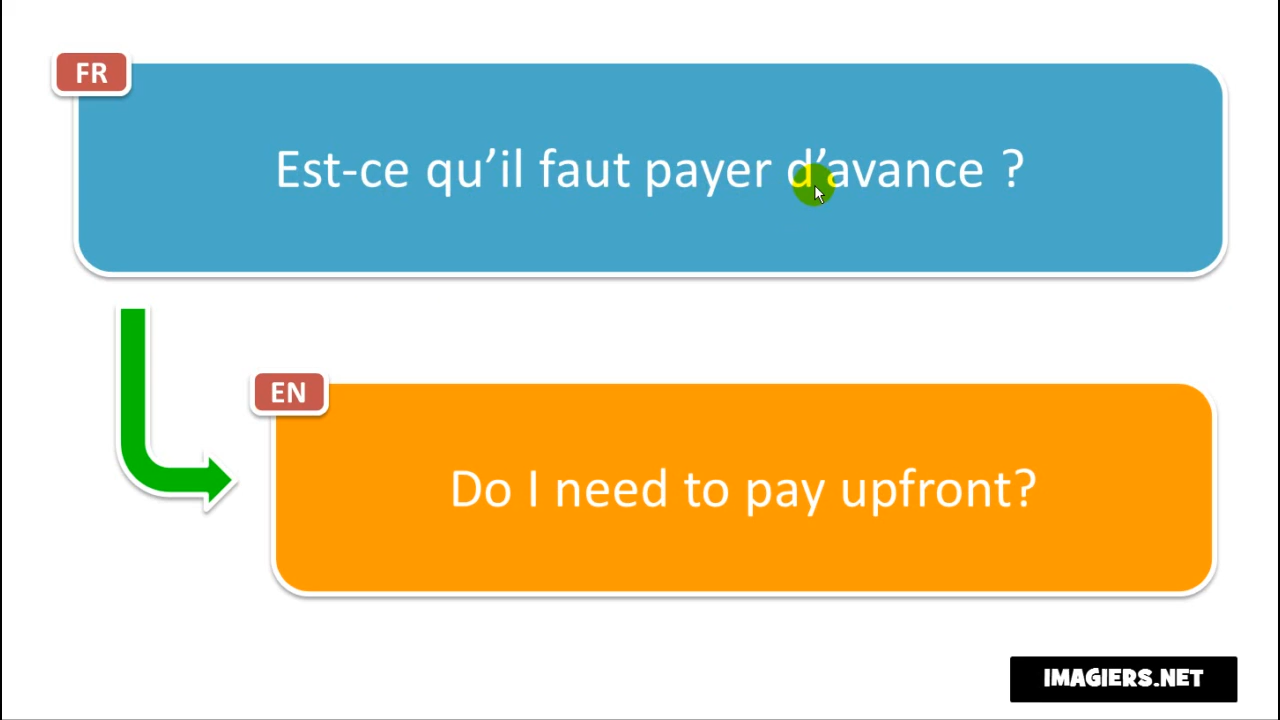 FR
Est-ce qu’il faut payer d’avance ?
EN
Do I need to pay upfront?
IMAGIERS.NET